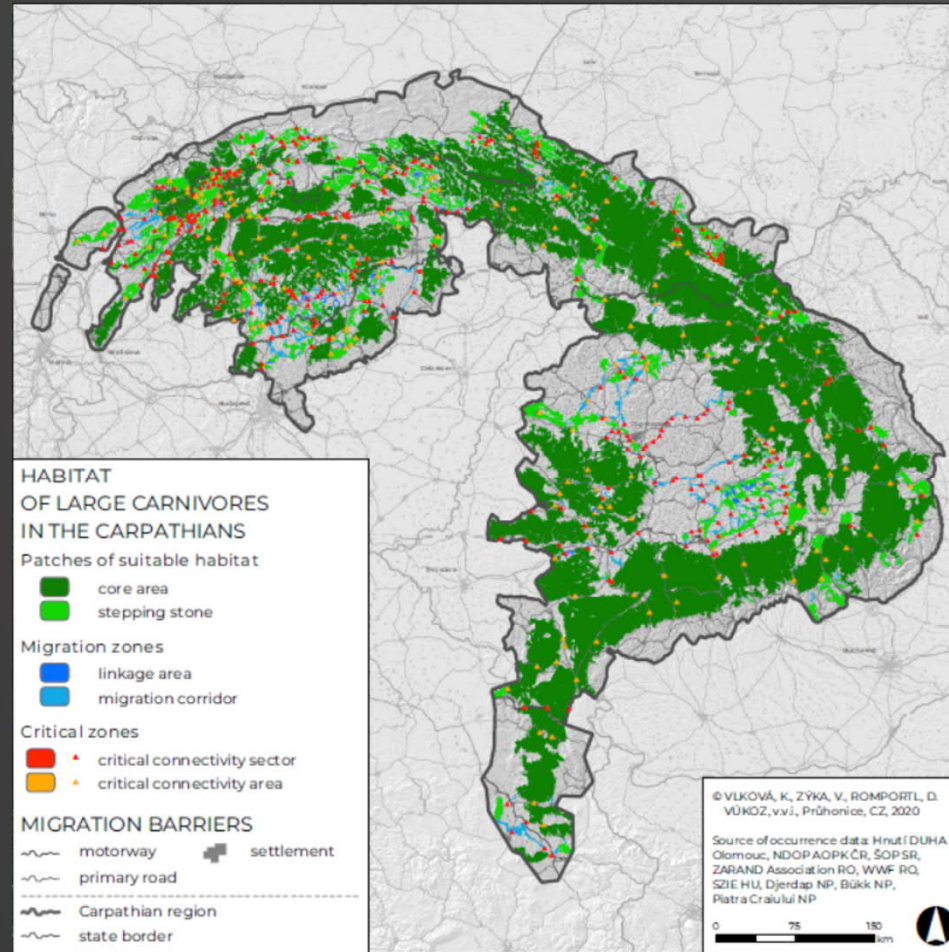 HABITAT
OF LARGE CARNIVORES
IN THE CARPATHIANS
Patches of suitable habitat
core area
stepping stone
Migration zones
linkage area
migration corridor
Critical zones
critical connectivity sector
critical connectivity area
MIGRATION BARRIERS
motorway
settlement
primary road
Carpathian region
state border
© VLKOVÁ, K., ZÝKA, V., ROMPORTL, D.
VÚKOZ, v.v.i., Průhonice, CZ, 2020
Source of occurrence data: Hnutí DUHA
Olomouc, NDOP AOPK ČR, ŠOP SR,
ZARAND Association RO, WWF RO,
SZIE HU, Djerdap NP, Bükk NP,
Piatra Craiului NP
0 75 150
km